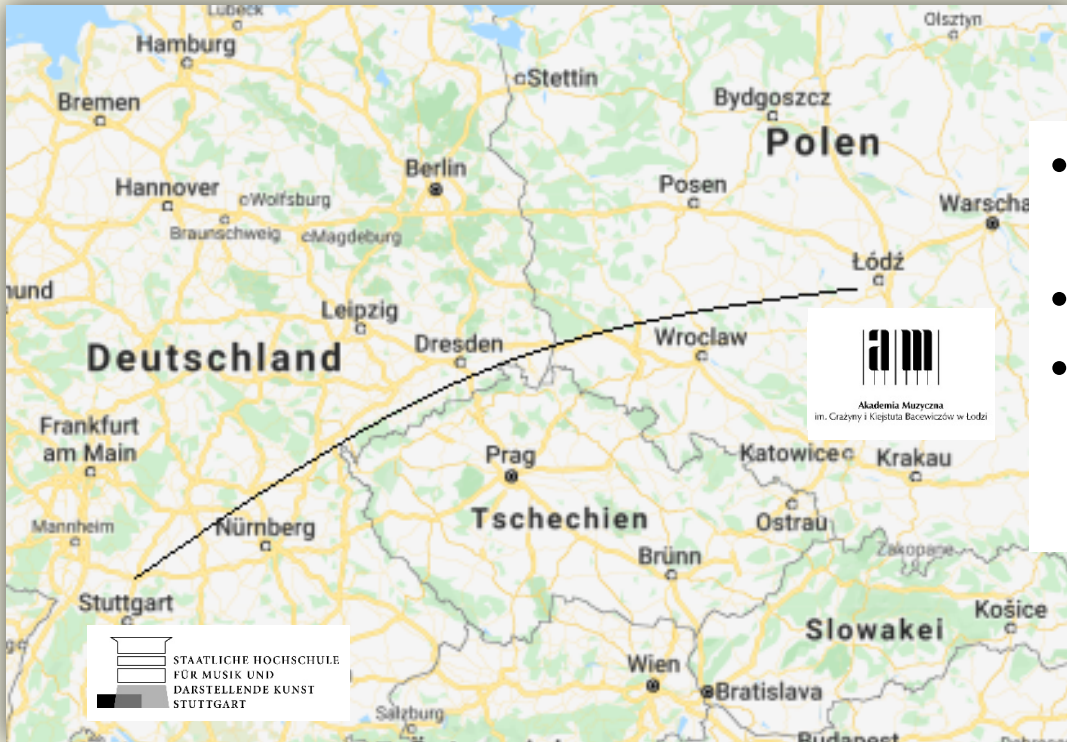 Lübeck
Olsztyn
Hamburg
Stettin
Bremen
Bydgoszcz
Polen
Berlin
Hannover
Wolfsburg
Posen
Warscha
Braunschweig
Magdeburg
Łódź
Leipzig
Dresden
Wroclaw
Deutschland
Akademia Muzyczna
im. Grażyny i Kiejstuta Bacewiczów w Łodzi
Frankfurt
am Main
Prag
Katowice
Krakau
Mannheim
Nürnberg
Tschechien
Ostrau
Brünn
Zakopane
Stuttgart
Košice
Slowakei
STAATLICHE HOCHSCHULE
FÜR MUSIK UND
DARSTELLENDE KUNST
STUTTGART
Wien
Bratislava
Salzburg
Budapest